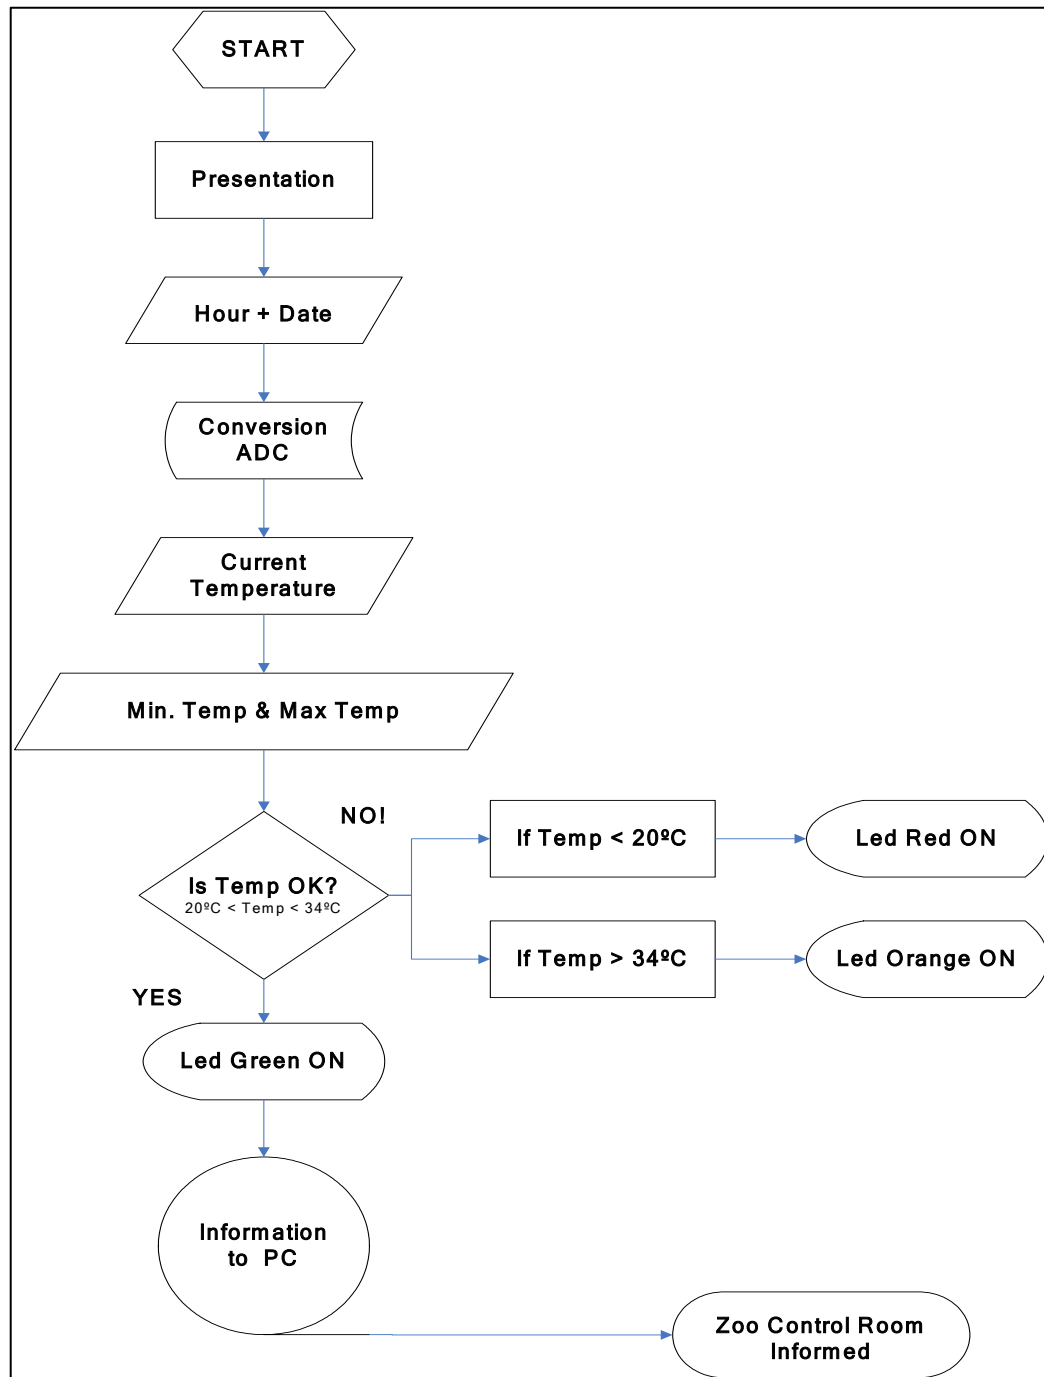 START
Presentation
Hour + Date
Conversion
ADC
Current
Temperature
Min. Temp & Max Temp
NO!
If Temp < 20ºC
Led Red ON
Is Temp OK?
20ºC < Temp < 34ºC
If Temp > 34ºC
Led Orange ON
YES
Led Green ON
Information
to PC
Zoo Control Room
Informed